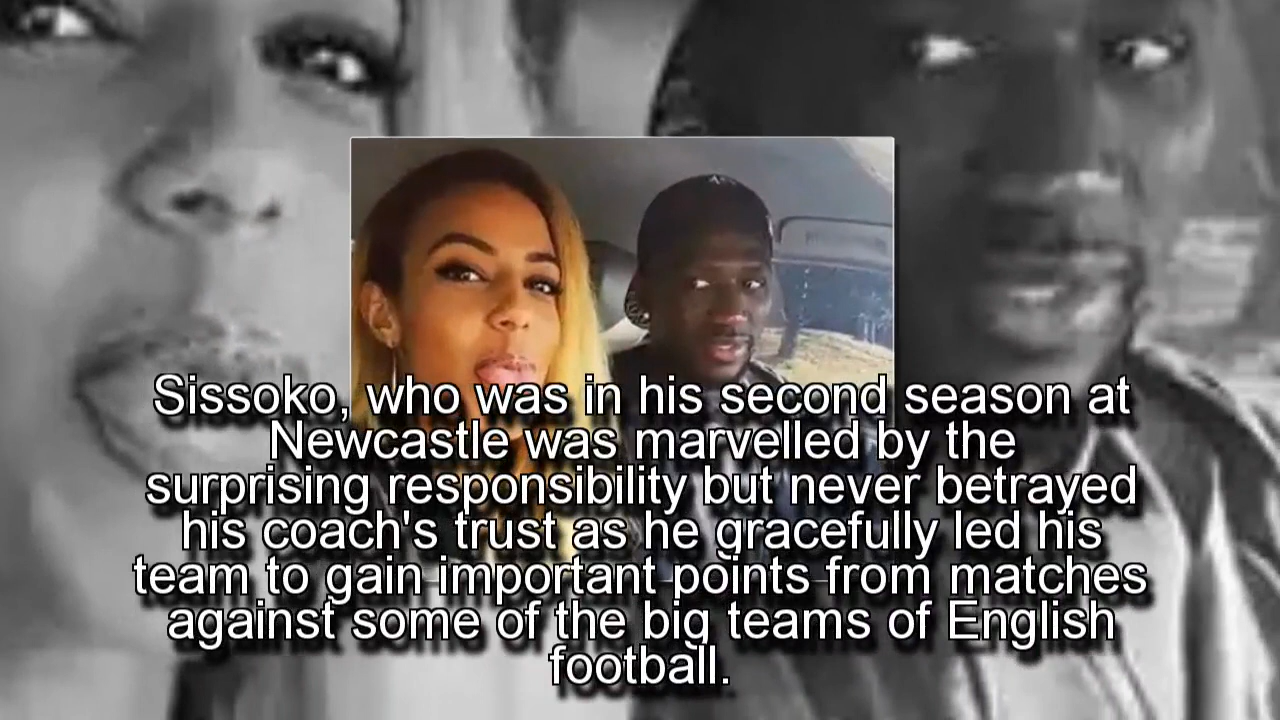 Sissoko, who was in his second season at
Newcastle was marvelled by the
surprising responsibility but never betrayed
his coach's trust as he gracefully led his
team to gain important points from matches
against some of the big teams of English
football.